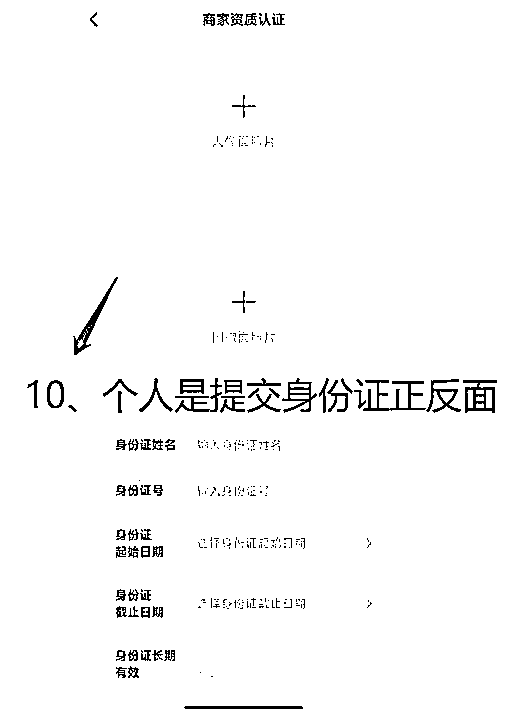 商家资质认证
人像面照片
国徽面照片
10、个人是提交身份证正反面
身份证姓名 输入身份证姓名
身份证号 输入身份证号
身份证
起始日期 选择身份证起始日期
身份证
截止日期 选择身份证截止日期
身份证长期
有效